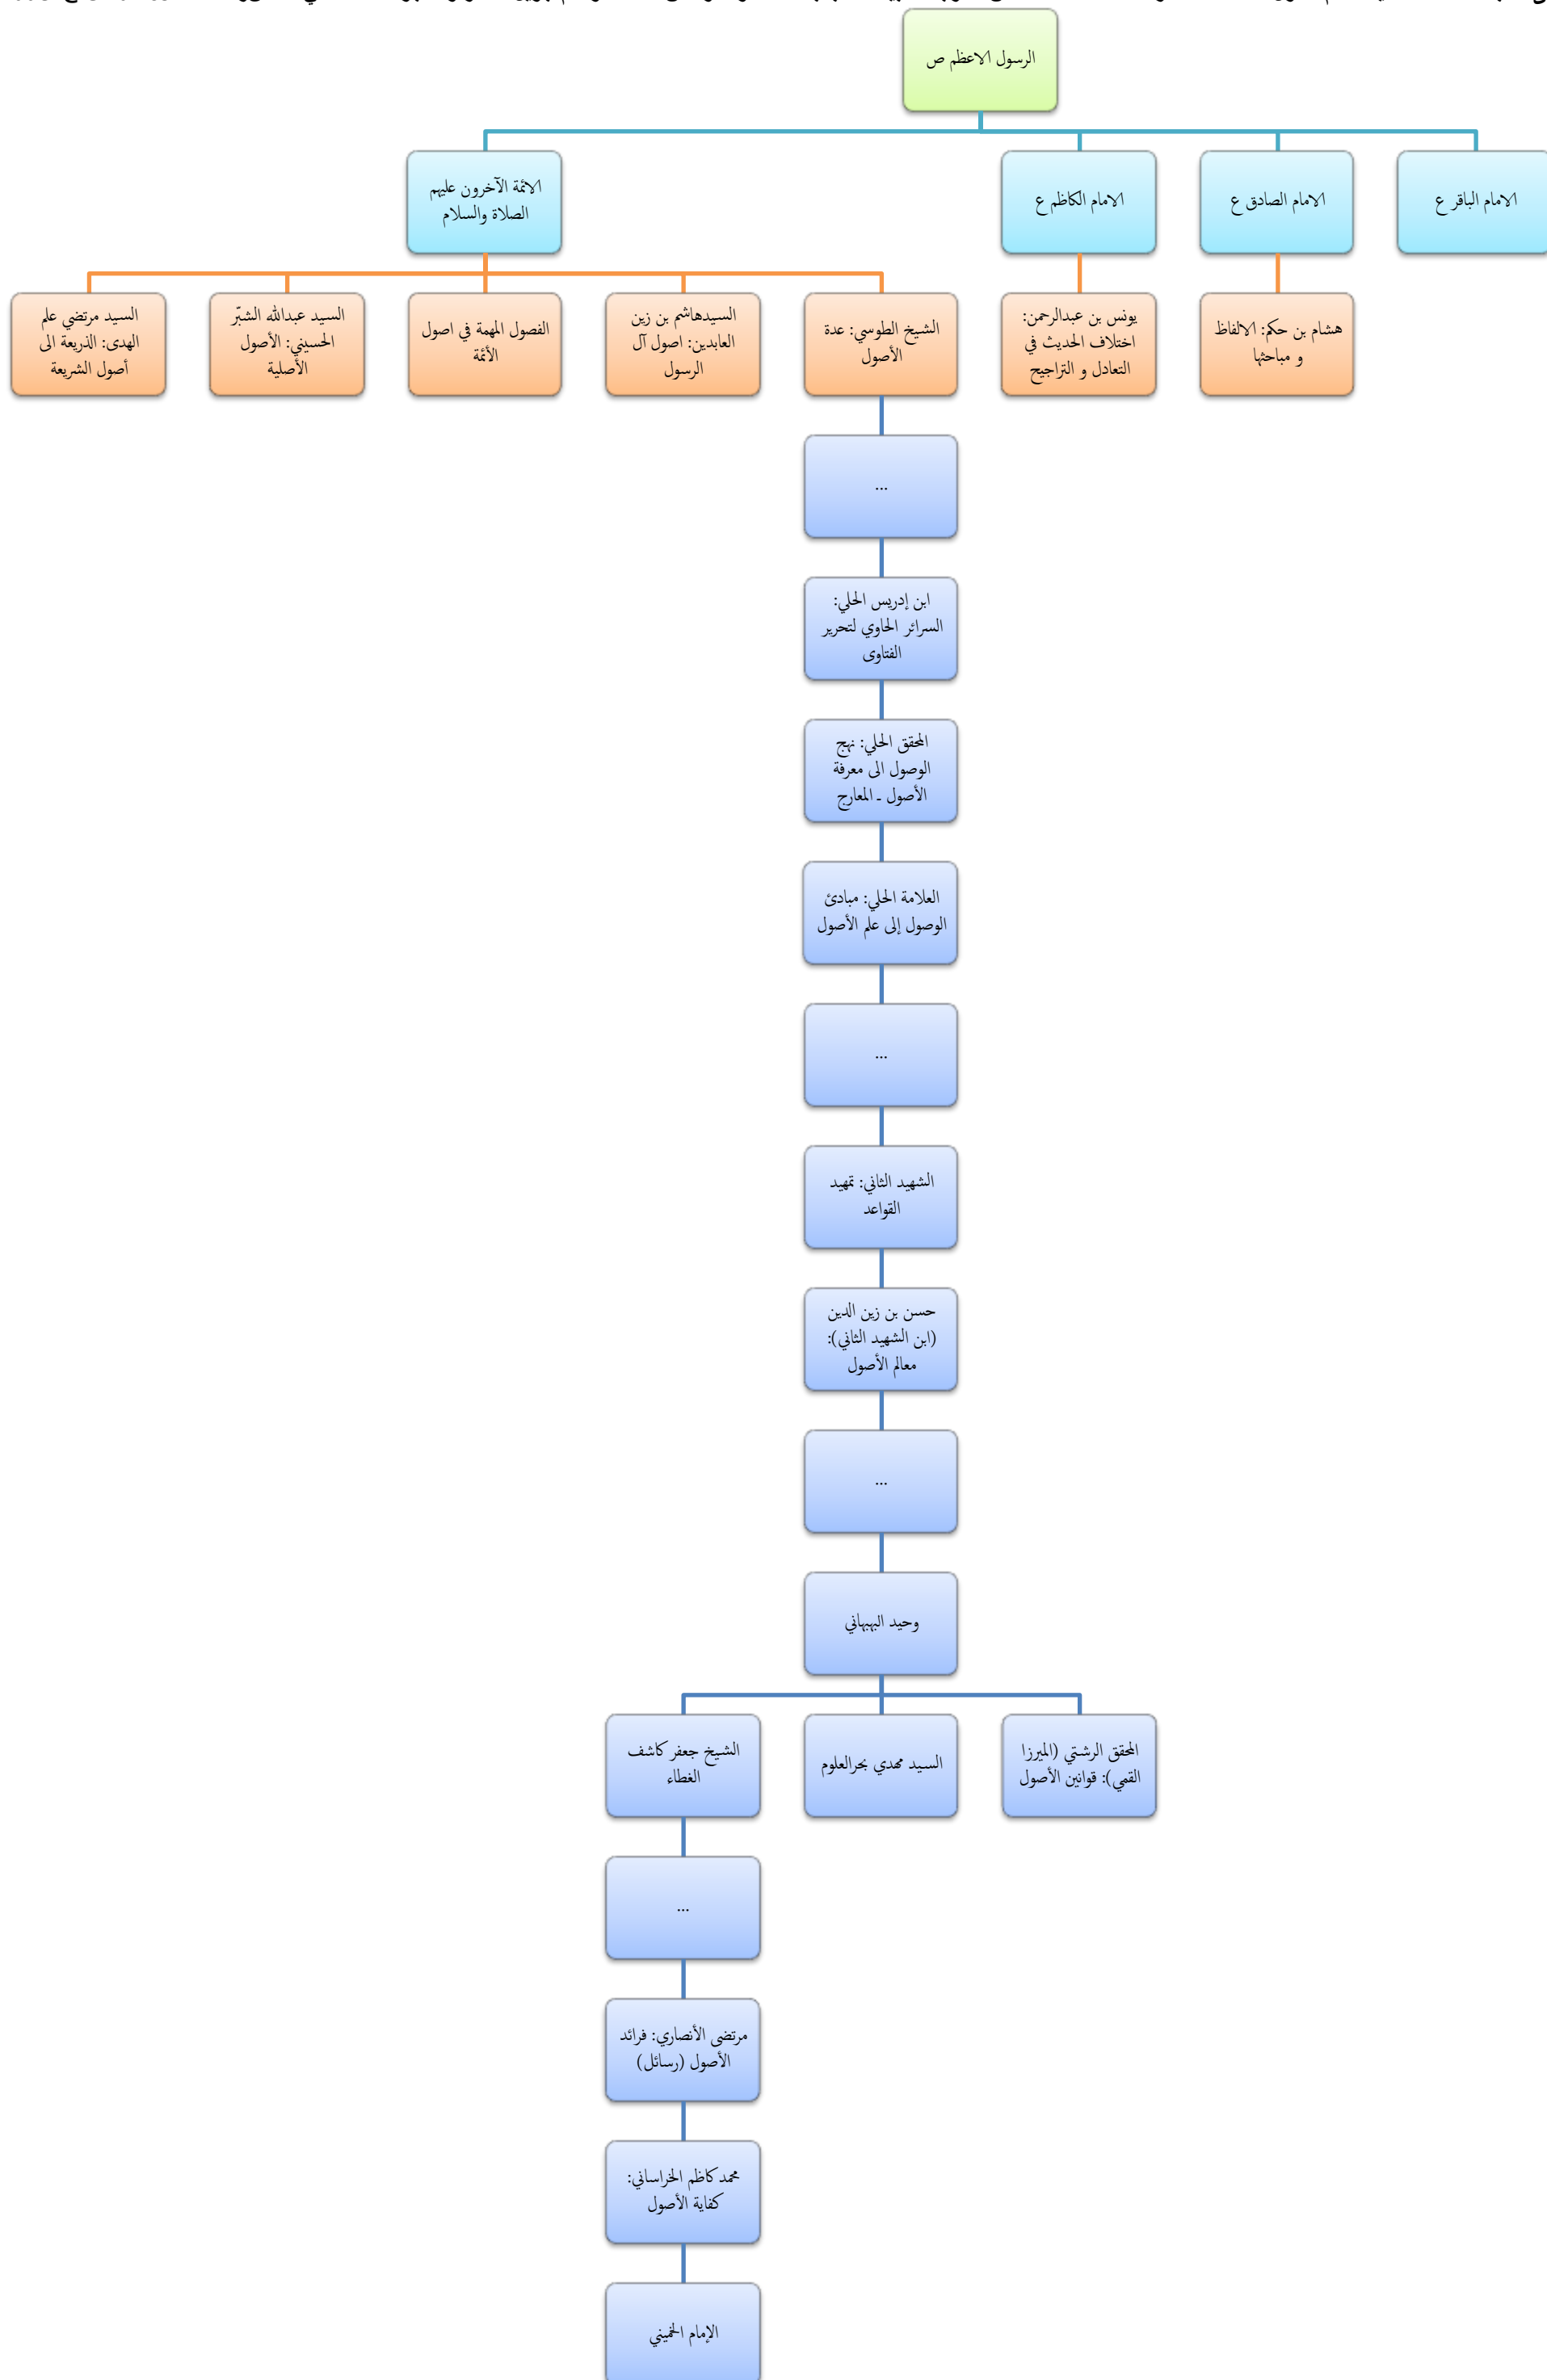 الرسول الاعظم ص
الامام الباقر ع
الامام الصادق ع
الامام الكاظم ع
الائمة الآخرون عليهم
الصلاة والسلام
هشام بن حكم: الالفاظ
و مباحثها
يونس بن عبدالرحمن:
اختلاف الحديث في
التعادل و التراجيح
الشيخ الطوسي: عدة
الأصول
السيدهاشم بن زين
العابدين: اصول آل
الرسول
الفصول المهمة في اصول
الأئمة
السيد عبدالله الشبّر
الحسيني: الأصول
الأصلية
السيد مرتضي علم
الهدى: الذريعة الى
أصول الشريعة
...
ابن إدريس الحلي:
السرائر الحاوي لتحرير
الفتاوى
المحقق الحلي: نهج
الوصول الى معرفة
الأصول ـ المعارج
العلامة الحلي: مبادئ
الوصول إلى علم الأصول
...
الشهيد الثاني: تمهيد
القواعد
حسن بن زين الدين
(ابن الشهيد الثاني):
معالم الأصول
...
وحيد البهبهاني
المحقق الرشتي (الميرزا
القمي): قوانين الأصول
السيد مهدي بحرالعلوم
الشيخ جعفر كاشف
الغطاء
...
مرتضى الأنصاري: فرائد
الأصول (رسائل)
محمدكاظم الخراساني:
كفاية الأصول
الإمام الخميني